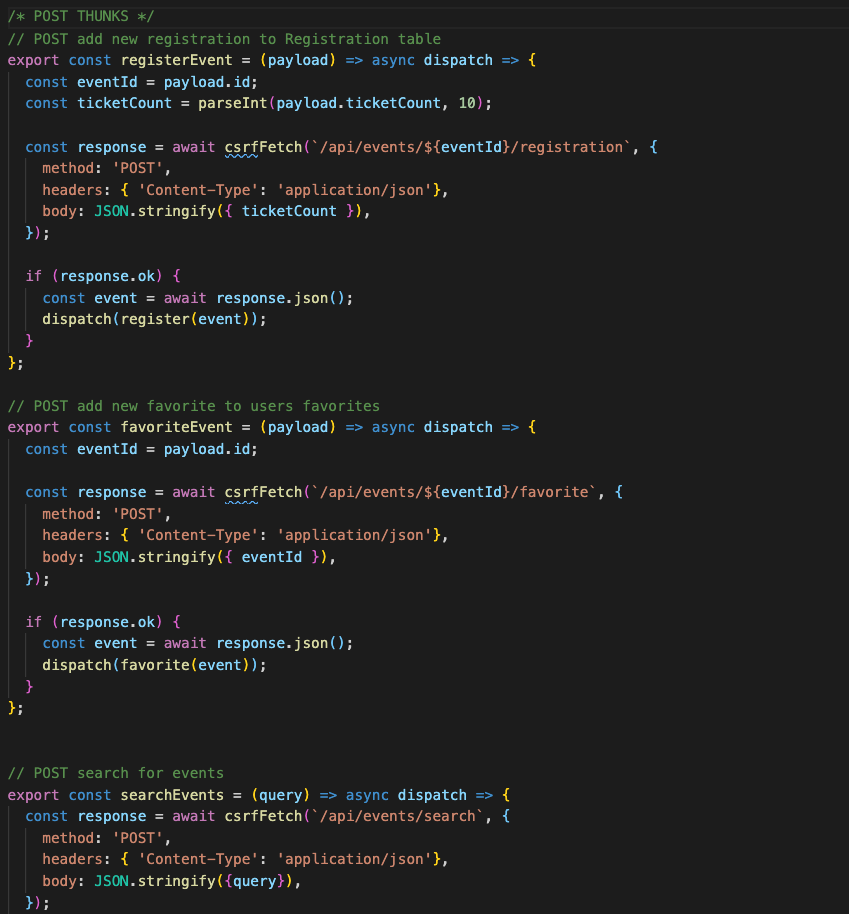 /* POST THUNKS */
// POST add new registration to Registration table
export const registerEvent = (payload) => async dispatch => {
  const eventId = payload.id;
  const ticketCount = parseInt(payload.ticketCount, 10);

  const response = await csrfFetch(`/api/events/${eventId}/registration`, {
    method: 'POST',
    headers: { 'Content-Type': 'application/json'},
    body: JSON.stringify({ ticketCount }),
  });

  if (response.ok) {
    const event = await response.json();
    dispatch(register(event));
  }
};

// POST add new favorite to users favorites
export const favoriteEvent = (payload) => async dispatch => {
  const eventId = payload.id;

  const response = await csrfFetch(`/api/events/${eventId}/favorite`, {
    method: 'POST',
    headers: { 'Content-Type': 'application/json'},
    body: JSON.stringify({ eventId }),
  });

  if (response.ok) {
    const event = await response.json();
    dispatch(favorite(event));
  }
};


// POST search for events
export const searchEvents = (query) => async dispatch => {
  const response = await csrfFetch(`/api/events/search`, {
    method: 'POST',
    headers: { 'Content-Type': 'application/json'},
    body: JSON.stringify({query}),
  });